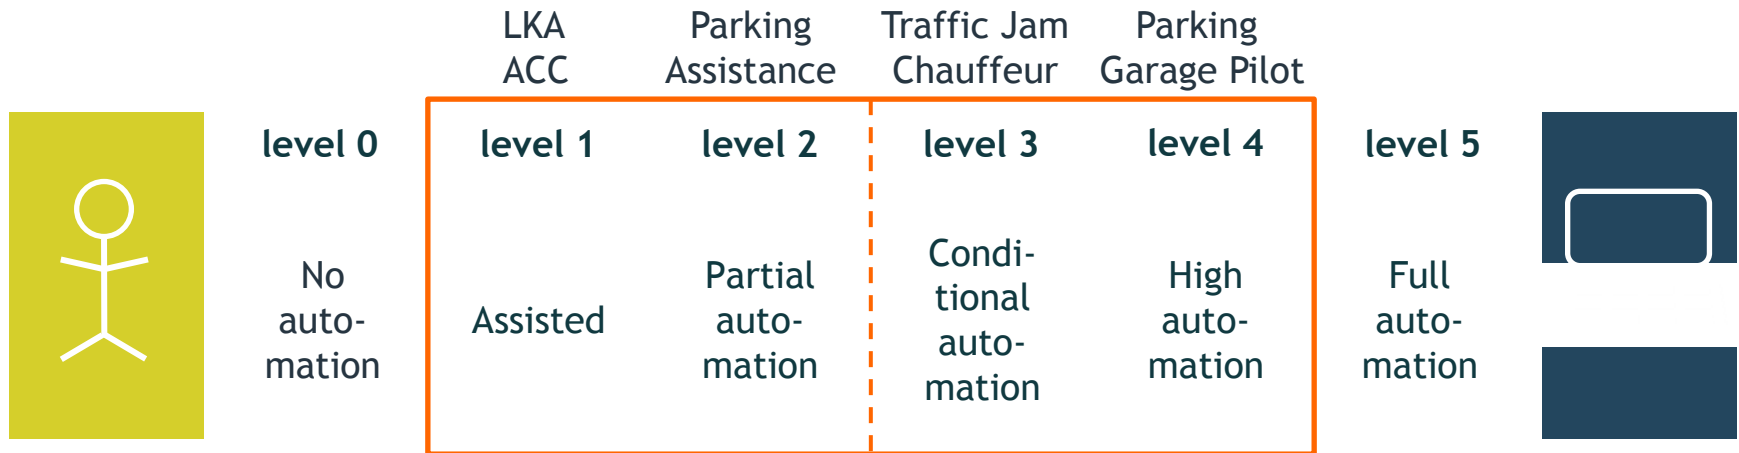 LKA
ACC
Parking
Assistance
Traffic Jam
Chauffeur
Parking
Garage Pilot
level 0
level 1
level 2
level 3
level 4
level 5
No
auto-
mation
Assisted
Partial
auto-
mation
Condi-
tional
auto-
mation
High
auto-
mation
Full
auto-
mation